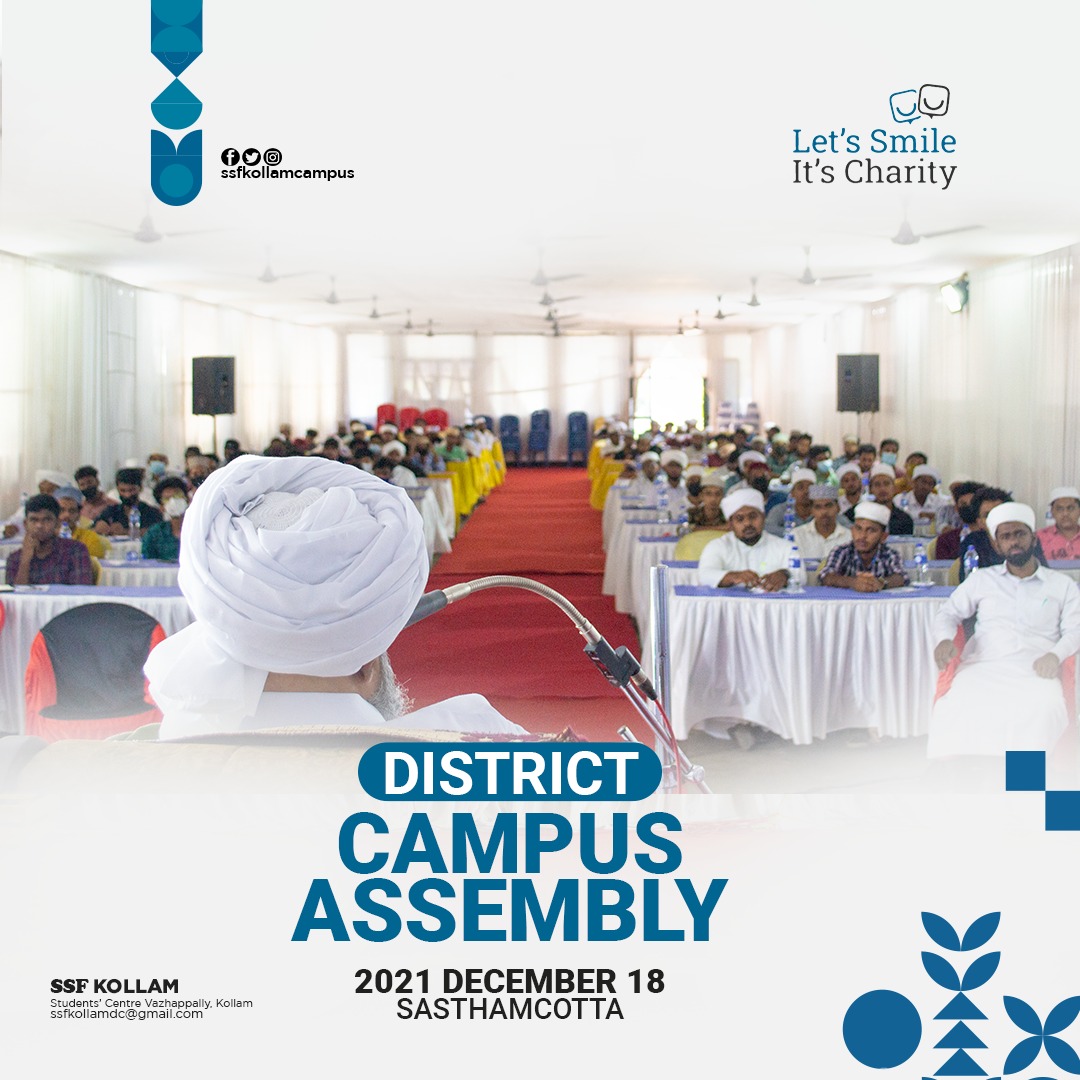 ssfkollamcampus
Let's Smile
It's Charity
DISTRICT
CAMPUS
ASSEMBLY
2021 DECEMBER 18
SASTHAMCOTTA
SSF KOLLAM
Students' Centre Vazhappally, Kollam
ssfkollamdc@gmail.com